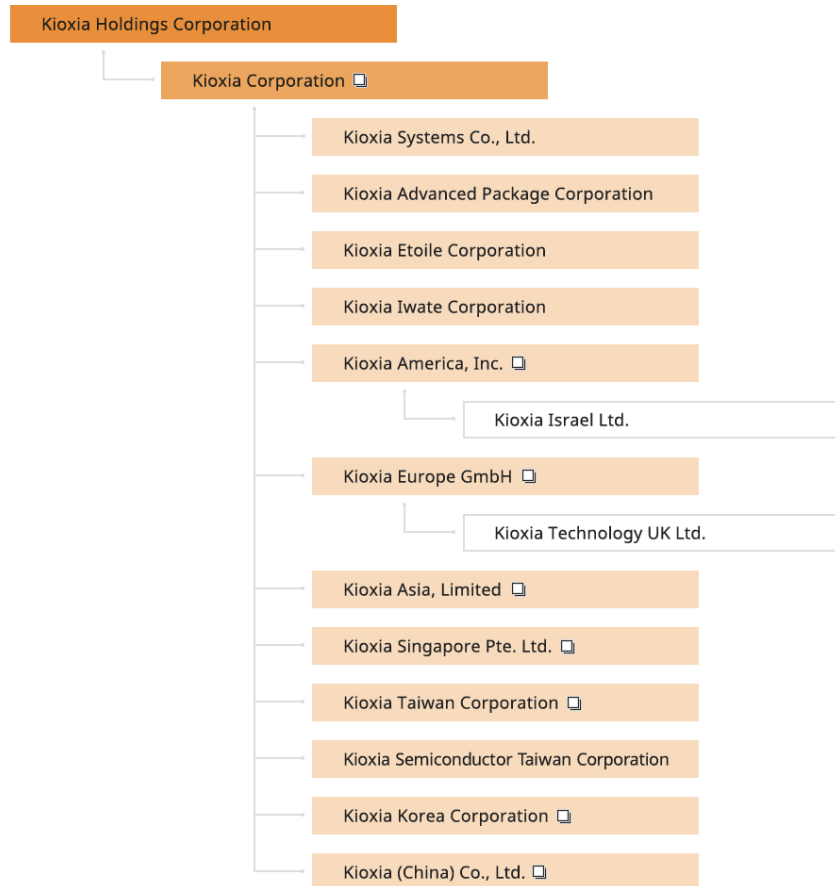 Kioxia Holdings Corporation
Kioxia Corporation
Kioxia Systems Co., Ltd.
Kioxia Advanced Package Corporation
Kioxia Etoile Corporation
Kioxia Iwate Corporation
Kioxia America, Inc.
Kioxia Israel Ltd.
Kioxia Europe GmbH
Kioxia Technology UK Ltd.
Kioxia Asia, Limited
Kioxia Singapore Pte. Ltd.
Kioxia Taiwan Corporation
Kioxia Semiconductor Taiwan Corporation
Kioxia Korea Corporation
Kioxia (China) Co., Ltd.